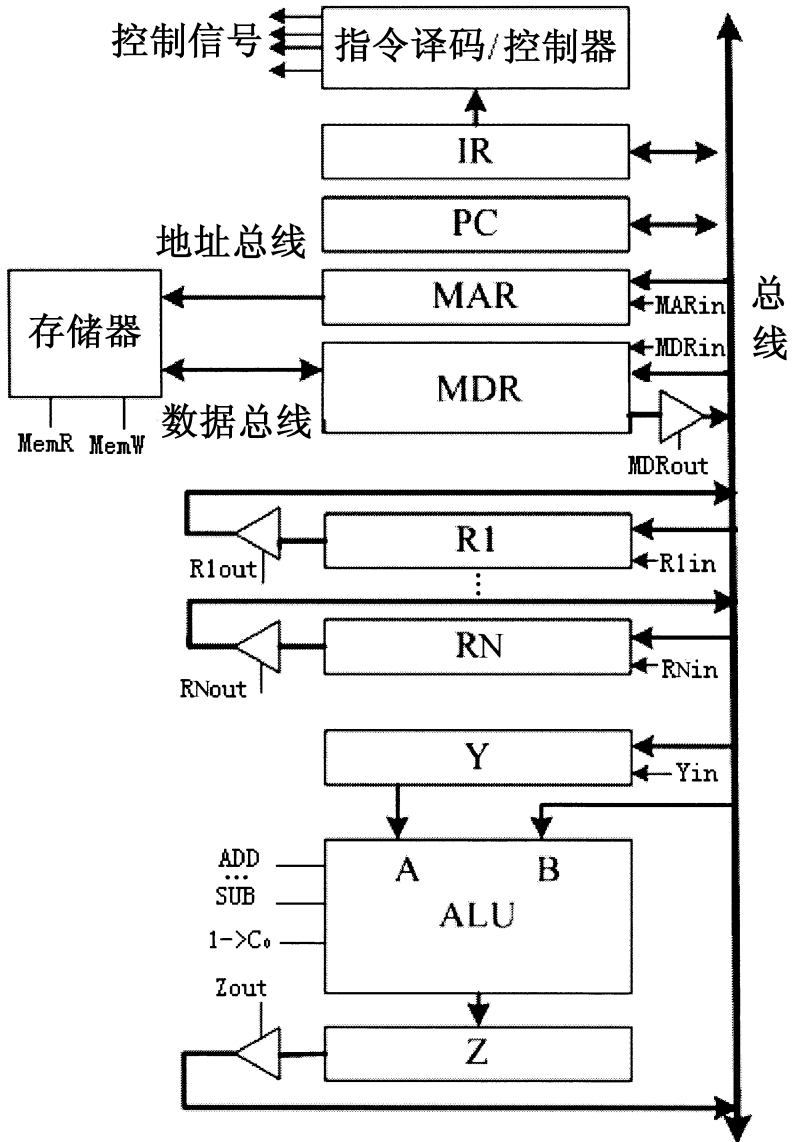 控制信号
指令译码/控制器
IR
PC
地址总线
MAR
MARin
总线
存储器
MDRin
MDR
数据总线
MemR MemW
MDRout
R1
R1out
R1in
⋮
RN
RNout
RNin
Y
Yin
ADD
A B
…
SUB
ALU
1->C₀
Zout
Z